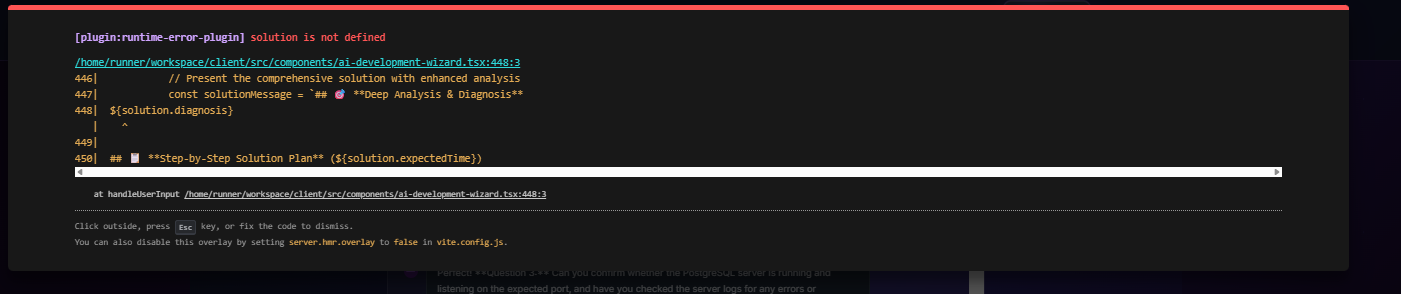 [plugin:runtime-error-plugin] solution is not defined
/home/runner/workspace/client/src/components/ai-development-wizard.tsx:448:3
446|           // Present the comprehensive solution with enhanced analysis
447|           const solutionMessage = `## 🎯 **Deep Analysis & Diagnosis**
448|  ${solution.diagnosis}
   |    ^
449|
450|  ## 📋 **Step-by-Step Solution Plan** (${solution.expectedTime})
at handleUserInput /home/runner/workspace/client/src/components/ai-development-wizard.tsx:448:3
Click outside, press Esc key, or fix the code to dismiss.
You can also disable this overlay by setting server.hmr.overlay to false in vite.config.js.
Perfect! **Question 3:** Can you confirm whether the PostgreSQL server is running and
listening on the expected port, and have you checked the server logs for any errors or